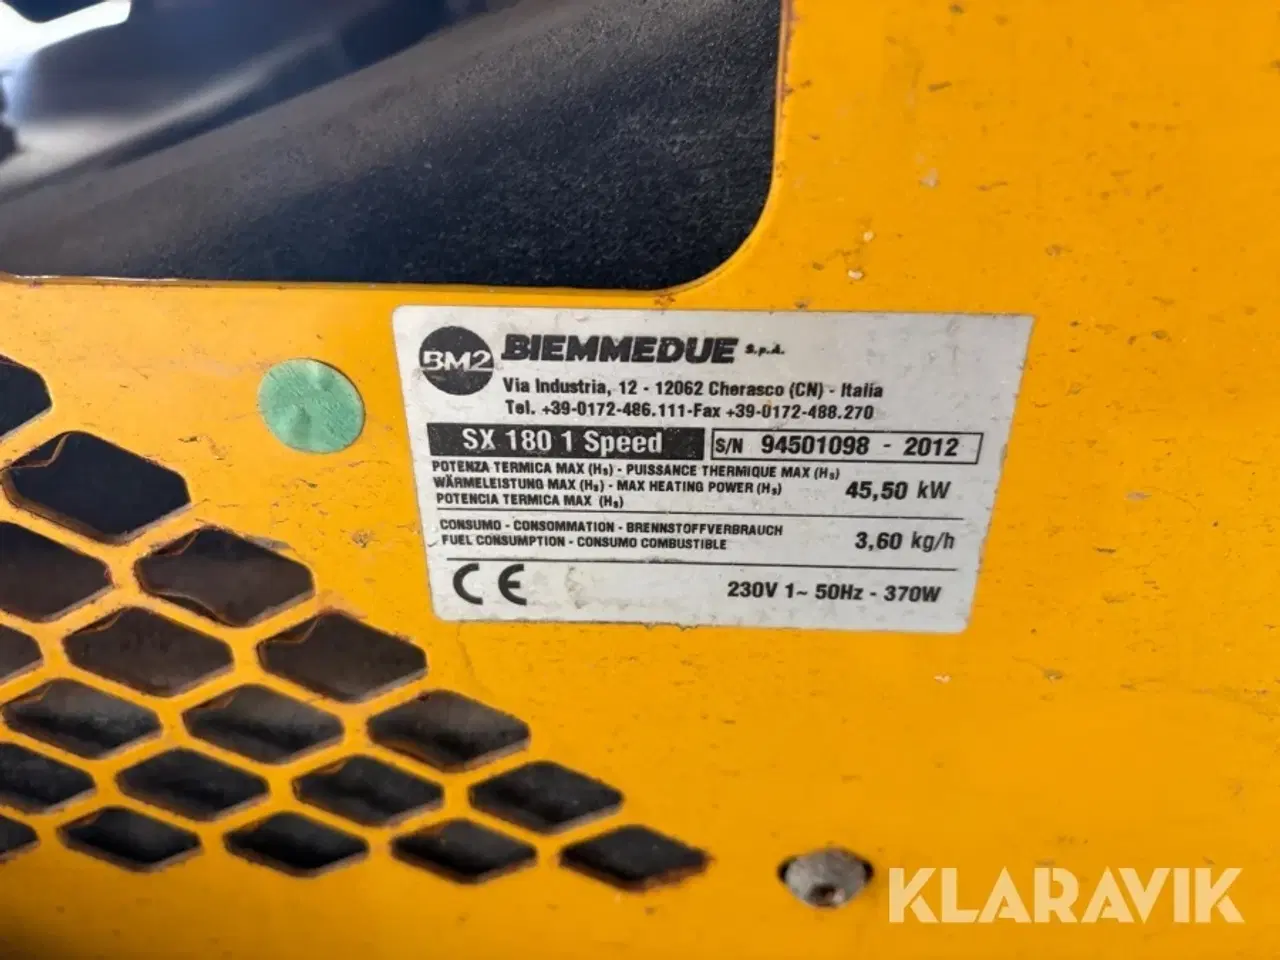 BM2 BIEMMEDUE S.p.A.
Via Industria, 12 - 12062 Cherasco (CN) - Italia
Tel. +39-0172-486.111-Fax +39-0172-488.270
SX 180 1 Speed S/N 94501098 - 2012
POTENZA TERMICA MAX (Hs) - PUISSANCE THERMIQUE MAX (Hs)
WÄRMELEISTUNG MAX (Hs) - MAX HEATING POWER (Hs) 45,50 kW
POTENCIA TERMICA MAX (Hs)
CONSUMO - CONSOMMATION - BRENNSTOFFVERBRAUCH
FUEL CONSUMPTION - CONSUMO COMBUSTIBLE 3,60 kg/h
CE 230V 1~ 50Hz - 370W
KLARAVIK